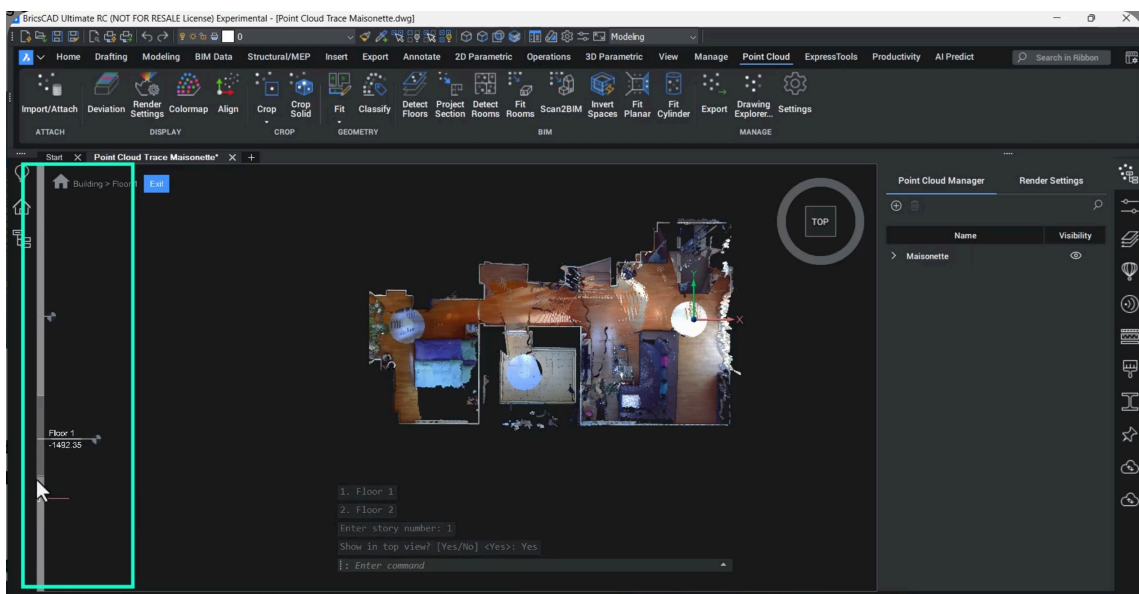 BricsCAD Ultimate RC (NOT FOR RESALE License) Experimental - [Point Cloud Trace Maisonette.dwg]
0 Modeling
Home Drafting Modeling BIM Data Structural/MEP Insert Export Annotate 2D Parametric Operations 3D Parametric View Manage Point Cloud ExpressTools Productivity AI Predict Search in Ribbon
Import/Attach Deviation Render Settings Colormap Align Crop Crop Solid Fit Classify Detect Floors Project Section Detect Rooms Fit Rooms Scan2BIM Invert Spaces Fit Planar Fit Cylinder Export Drawing Explorer... Settings
ATTACH DISPLAY CROP GEOMETRY BIM MANAGE
Start Point Cloud Trace Maisonette*
Building > Floor 1 Exit
Point Cloud Manager Render Settings
TOP
Name Visibility
Maisonette
Y
X
Floor 1
-1492.35
1. Floor 1
2. Floor 2
Enter story number: 1
Show in top view? [Yes/No] <Yes>: Yes
: Enter command